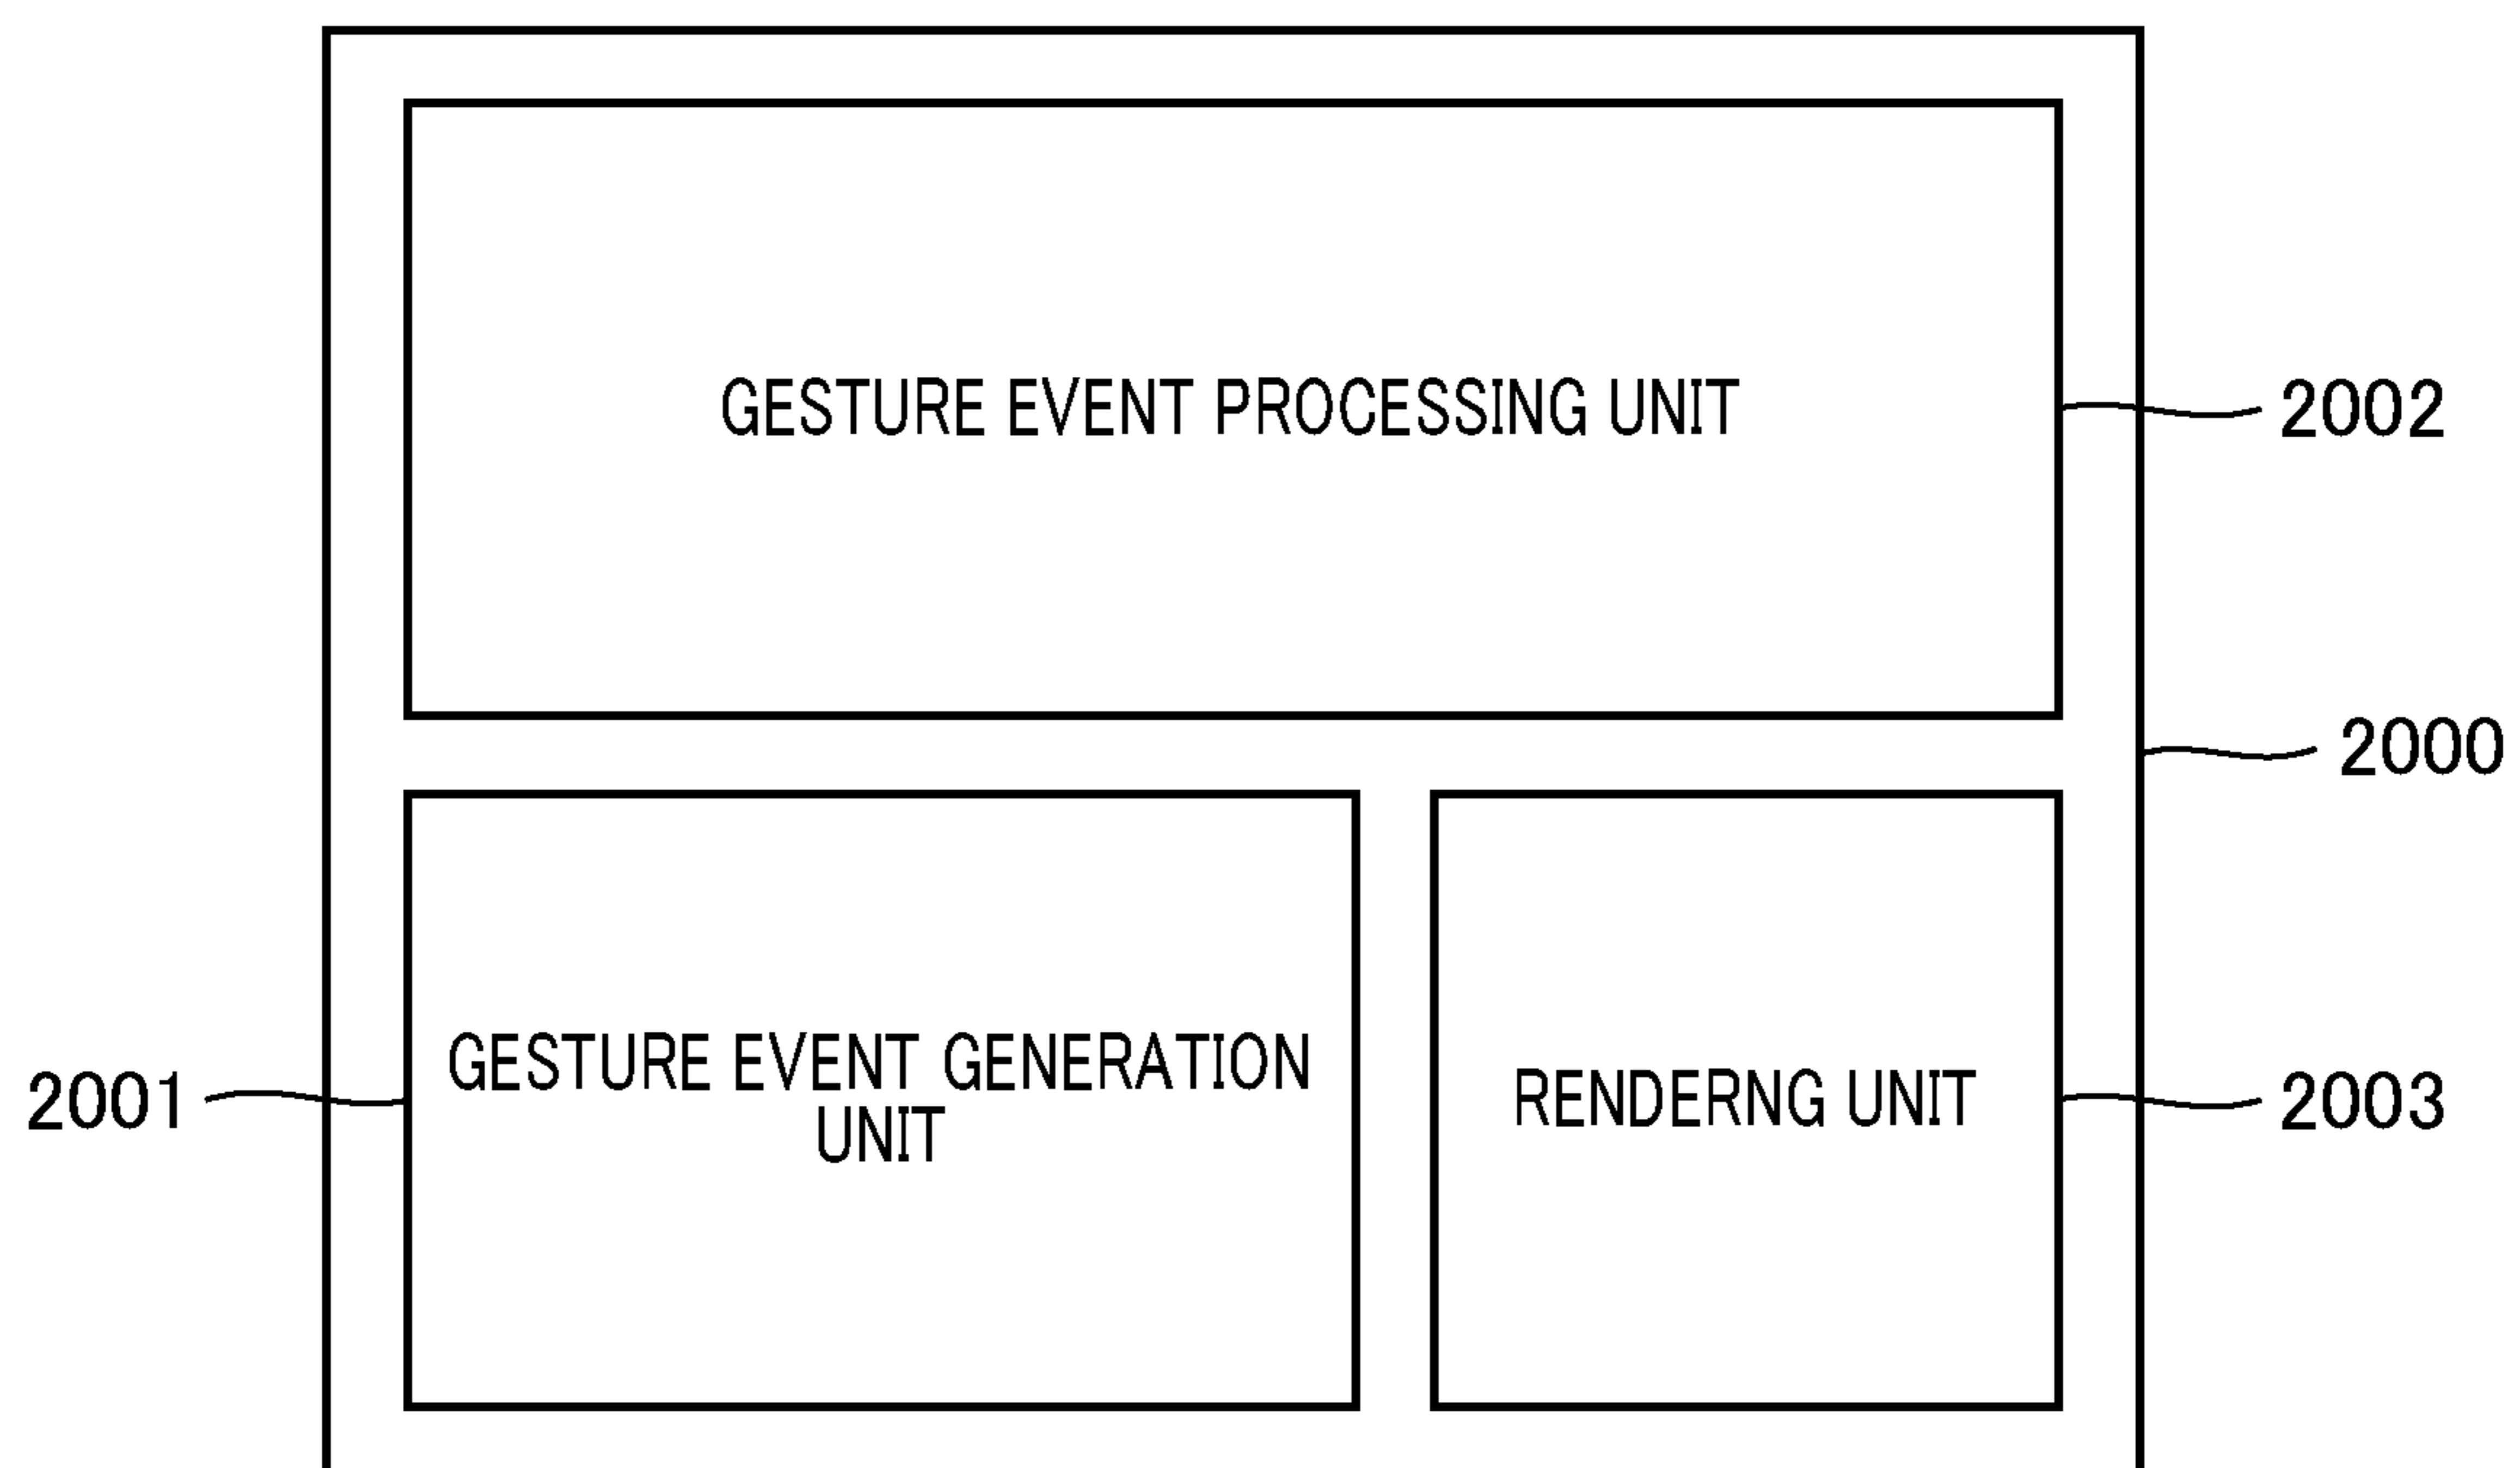 GESTURE EVENT PROCESSING UNIT
2002
2000
2001
GESTURE EVENT GENERATION
UNIT
RENDERNG UNIT
2003